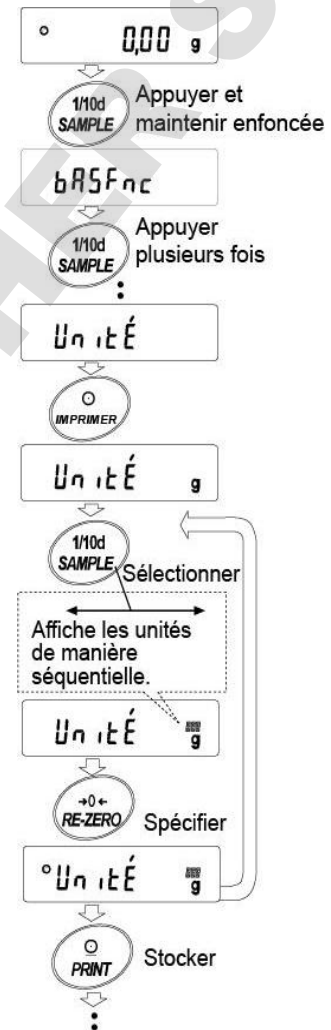 0,00 g
1/10d
SAMPLE
Appuyer et
maintenir enfoncée
bASFnc
1/10d
SAMPLE
Appuyer
plusieurs fois
UnitÉ
IMPRIMER
UnitÉ g
1/10d
SAMPLE
Sélectionner
Affiche les unités
de manière
séquentielle.
UnitÉ g
→0←
RE-ZERO
Spécifier
UnitÉ g
PRINT
Stocker